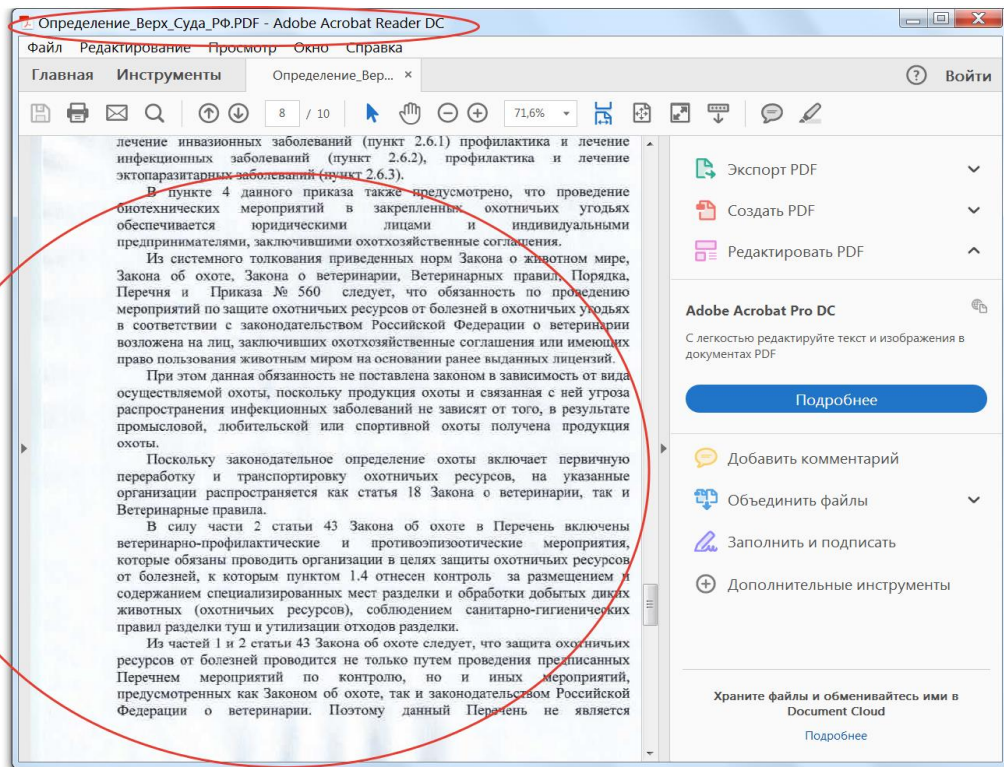 Определение_Верх_Суда_РФ.PDF - Adobe Acrobat Reader DC
Файл Редактирование Просмотр Окно Справка
Главная Инструменты Определение_Вер... × ? Войти
8 / 10 71,6%
лечение инвазионных заболеваний (пункт 2.6.1) профилактика и лечение
инфекционных заболеваний (пункт 2.6.2), профилактика и лечение
эктопаразитарных заболеваний (пункт 2.6.3).
В пункте 4 данного приказа также предусмотрено, что проведение
биотехнических мероприятий в закрепленных охотничьих угодьях
обеспечивается юридическими лицами и индивидуальными
предпринимателями, заключившими охотхозяйственные соглашения.
Из системного толкования приведенных норм Закона о животном мире,
Закона об охоте, Закона о ветеринарии, Ветеринарных правил, Порядка,
Перечня и Приказа № 560 следует, что обязанность по проведению
мероприятий по защите охотничьих ресурсов от болезней в охотничьих угодьях
в соответствии с законодательством Российской Федерации о ветеринарии
возложена на лиц, заключивших охотхозяйственные соглашения или имеющих
право пользования животным миром на основании ранее выданных лицензий.
При этом данная обязанность не поставлена законом в зависимость от вида
осуществляемой охоты, поскольку продукция охоты и связанная с ней угроза
распространения инфекционных заболеваний не зависят от того, в результате
промысловой, любительской или спортивной охоты получена продукция
охоты.
Поскольку законодательное определение охоты включает первичную
переработку и транспортировку охотничьих ресурсов, на указанные
организации распространяется как статья 18 Закона о ветеринарии, так и
Ветеринарные правила.
В силу части 2 статьи 43 Закона об охоте в Перечень включены
ветеринарно-профилактические и противоэпизоотические мероприятия,
которые обязаны проводить организации в целях защиты охотничьих ресурсов
от болезней, к которым пунктом 1.4 отнесен контроль за размещением и
содержанием специализированных мест разделки и обработки добытых диких
животных (охотничьих ресурсов), соблюдением санитарно-гигиенических
правил разделки туш и утилизации отходов разделки.
Из частей 1 и 2 статьи 43 Закона об охоте следует, что защита охотничьих
ресурсов от болезней проводится не только путем проведения предписанных
Перечнем мероприятий по контролю, но и иных мероприятий,
предусмотренных как Законом об охоте, так и законодательством Российской
Федерации о ветеринарии. Поэтому данный Перечень не является
Экспорт PDF
Создать PDF
Редактировать PDF
Adobe Acrobat Pro DC
С легкостью редактируйте текст и изображения в
документах PDF
Подробнее
Добавить комментарий
Объединить файлы
Заполнить и подписать
Дополнительные инструменты
Храните файлы и обменивайтесь ими в
Document Cloud
Подробнее